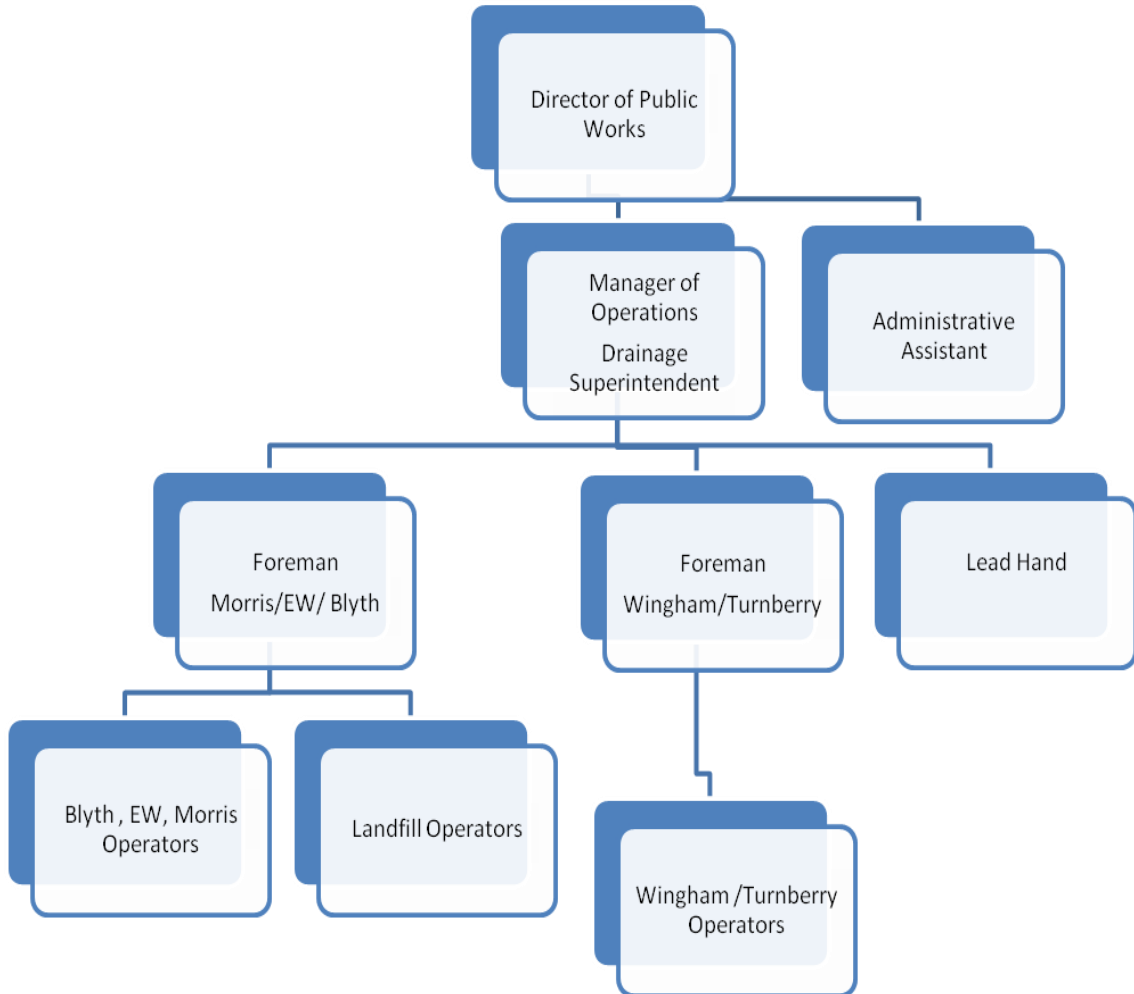 Director of Public
Works
Manager of
Operations
Drainage
Superintendent
Administrative
Assistant
Foreman
Morris/EW/ Blyth
Foreman
Wingham/Turnberry
Lead Hand
Blyth , EW, Morris
Operators
Landfill Operators
Wingham /Turnberry
Operators